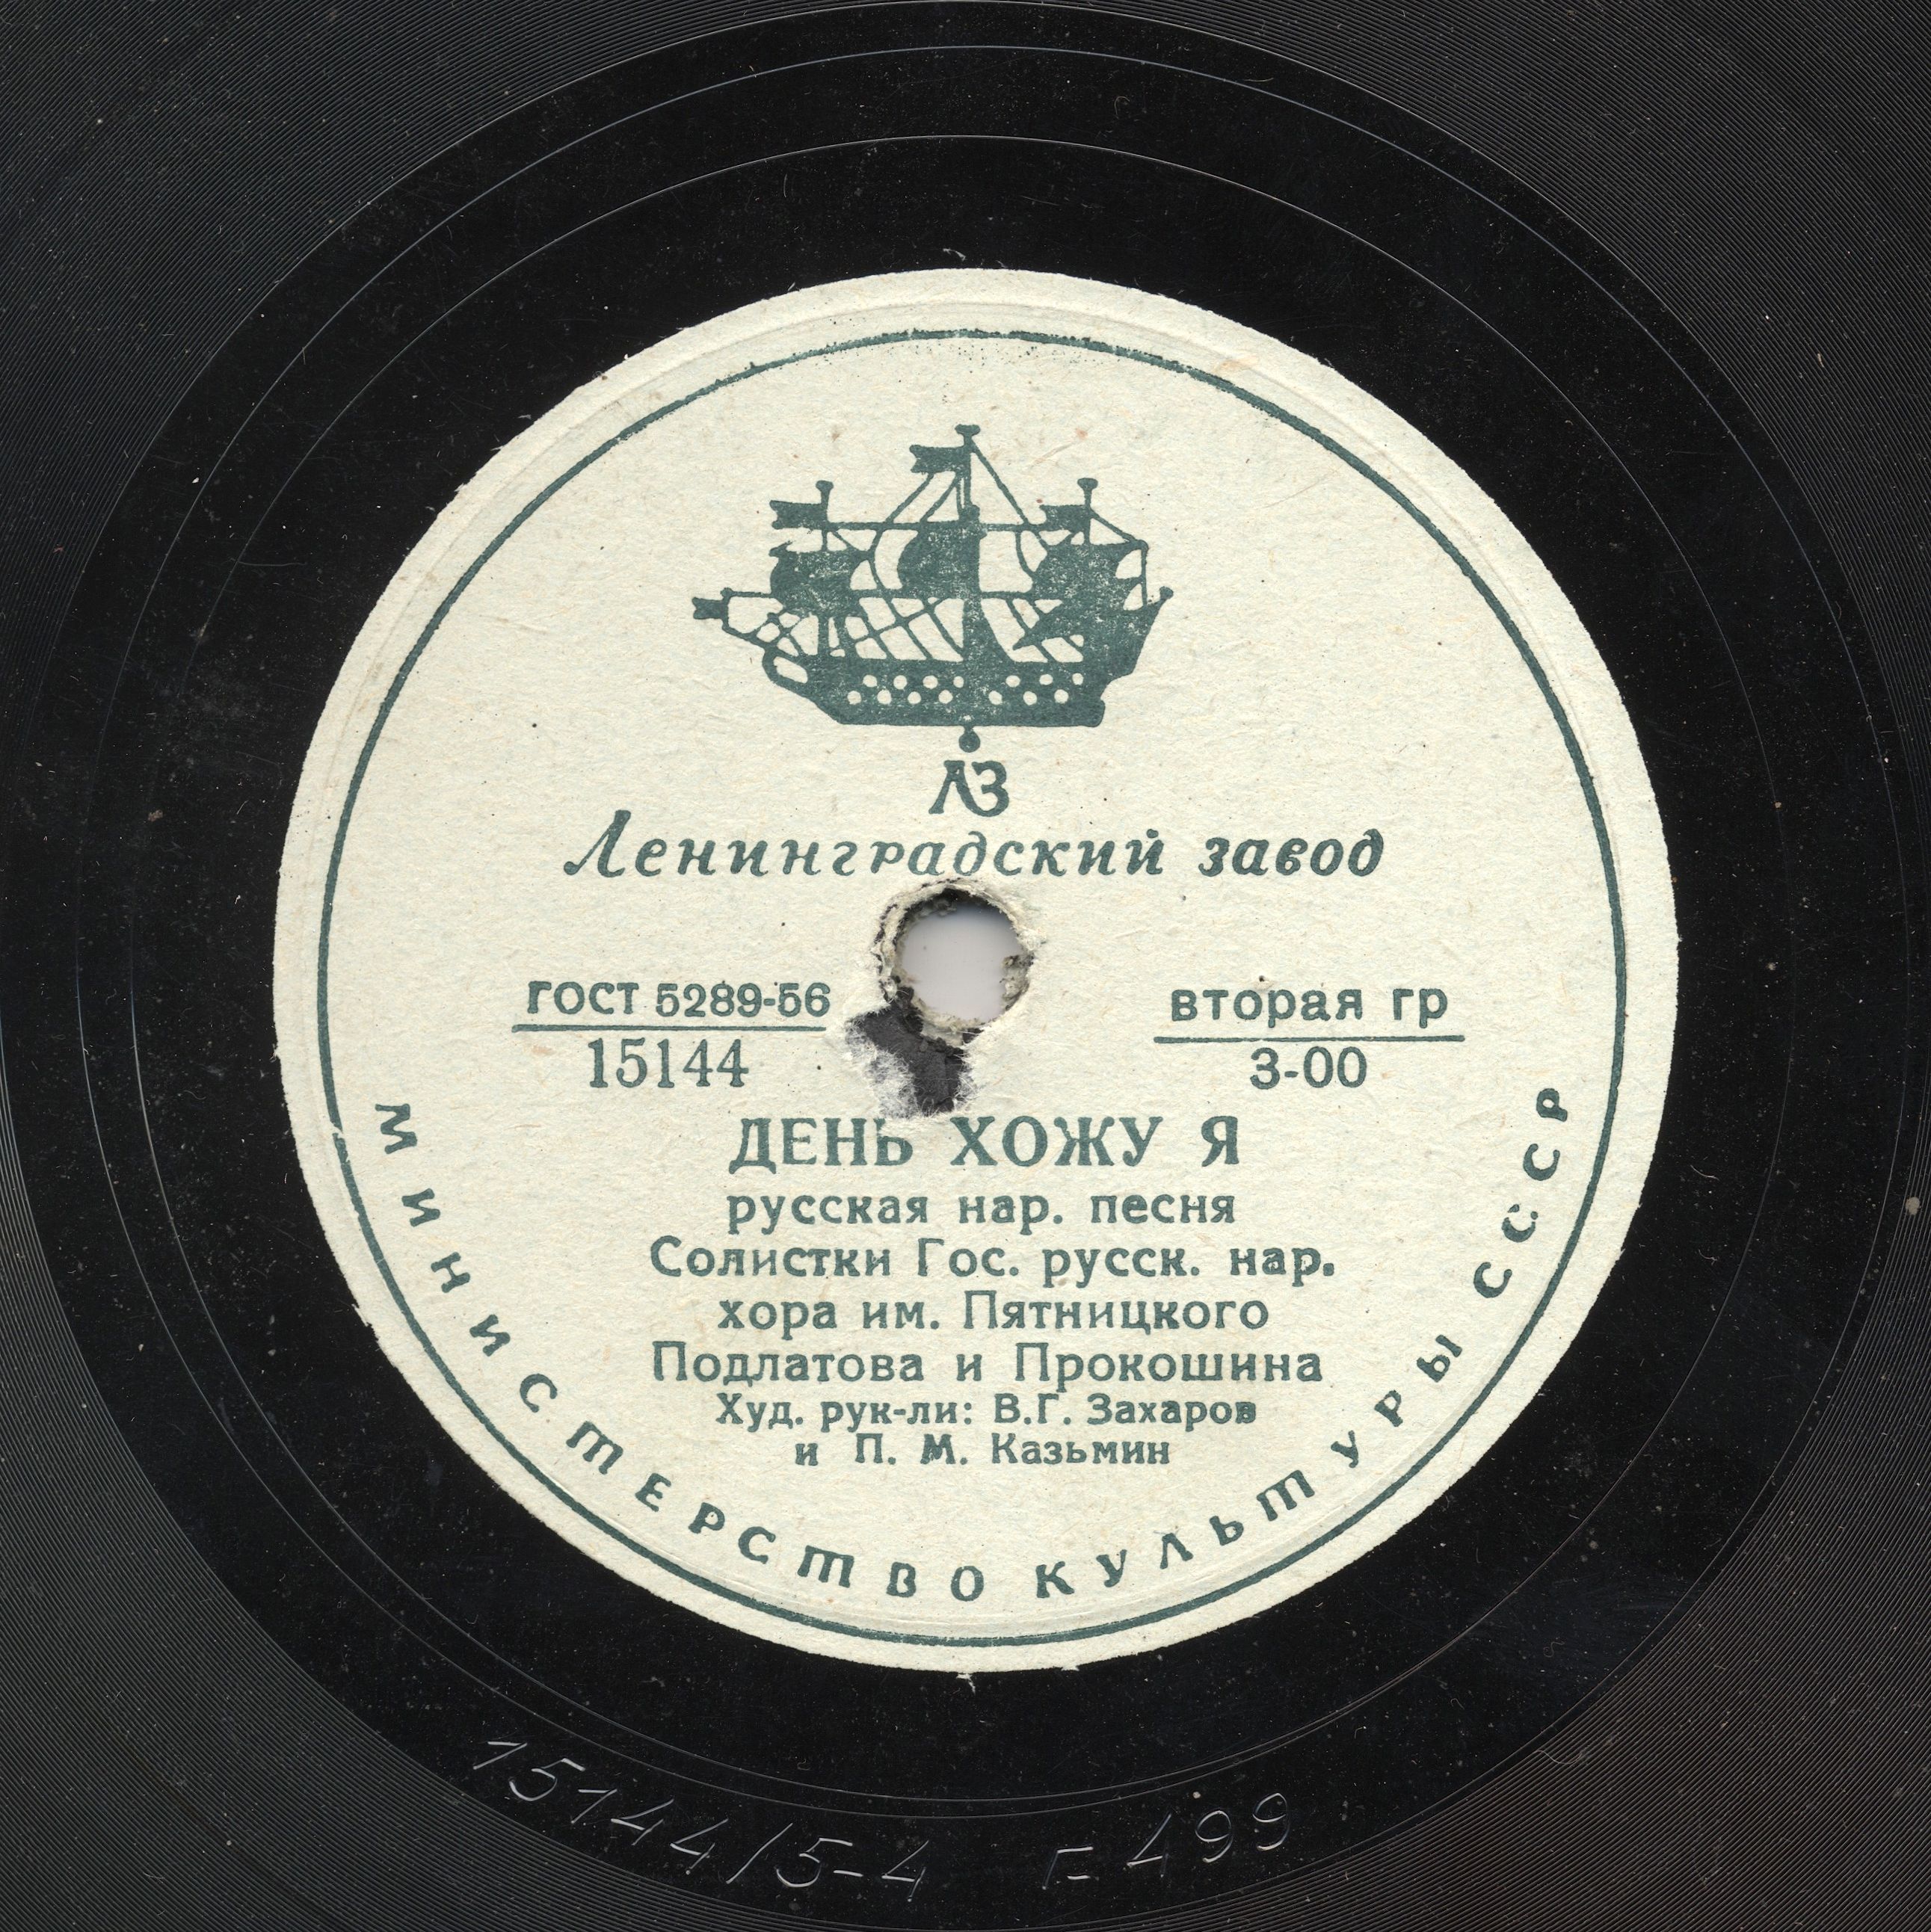 ЛЗ
Ленинградский завод
ГОСТ 5289-56
15144
вторая гр
3-00
ДЕНЬ ХОЖУ Я
русская нар. песня
Солистки Гос. русск. нар.
хора им. Пятницкого
Подлатова и Прокошина
Худ. рук-ли: В.Г. Захаров
и П. М. Казьмин
МИНИСТЕРСТВО КУЛЬТУРЫ СССР
15144/5-4 Г-499